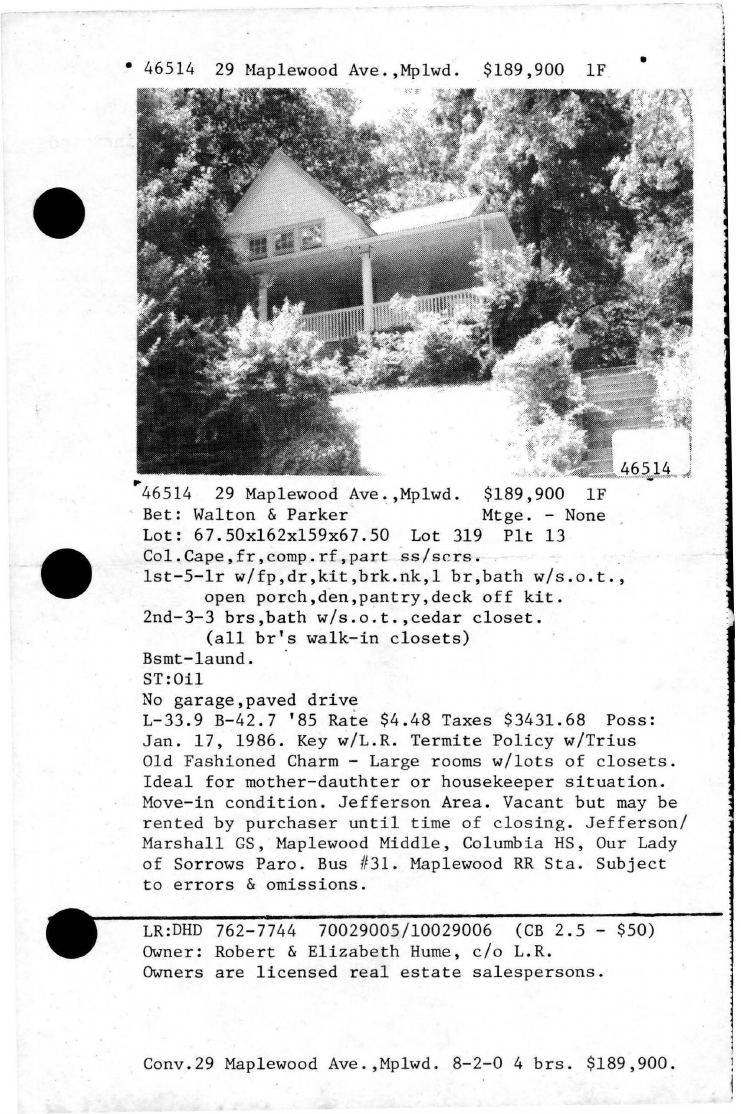 46514 29 Maplewood Ave.,Mplwd. $189,900 1F
46514
46514 29 Maplewood Ave.,Mplwd. $189,900 1F
Bet: Walton & Parker Mtge. - None
Lot: 67.50x162x159x67.50 Lot 319 Plt 13
Col.Cape,fr,comp.rf,part ss/scrs.
1st-5-lr w/fp,dr,kit,brk.nk,1 br,bath w/s.o.t.,
open porch,den,pantry,deck off kit.
2nd-3-3 brs,bath w/s.o.t.,cedar closet.
(all br's walk-in closets)
Bsmt-laund.
ST:Oil
No garage,paved drive
L-33.9 B-42.7 '85 Rate $4.48 Taxes $3431.68 Poss:
Jan. 17, 1986. Key w/L.R. Termite Policy w/Trius
Old Fashioned Charm - Large rooms w/lots of closets.
Ideal for mother-dauthter or housekeeper situation.
Move-in condition. Jefferson Area. Vacant but may be
rented by purchaser until time of closing. Jefferson/
Marshall GS, Maplewood Middle, Columbia HS, Our Lady
of Sorrows Paro. Bus #31. Maplewood RR Sta. Subject
to errors & omissions.
LR:DHD 762-7744 70029005/10029006 (CB 2.5 - $50)
Owner: Robert & Elizabeth Hume, c/o L.R.
Owners are licensed real estate salespersons.
Conv.29 Maplewood Ave.,Mplwd. 8-2-0 4 brs. $189,900.